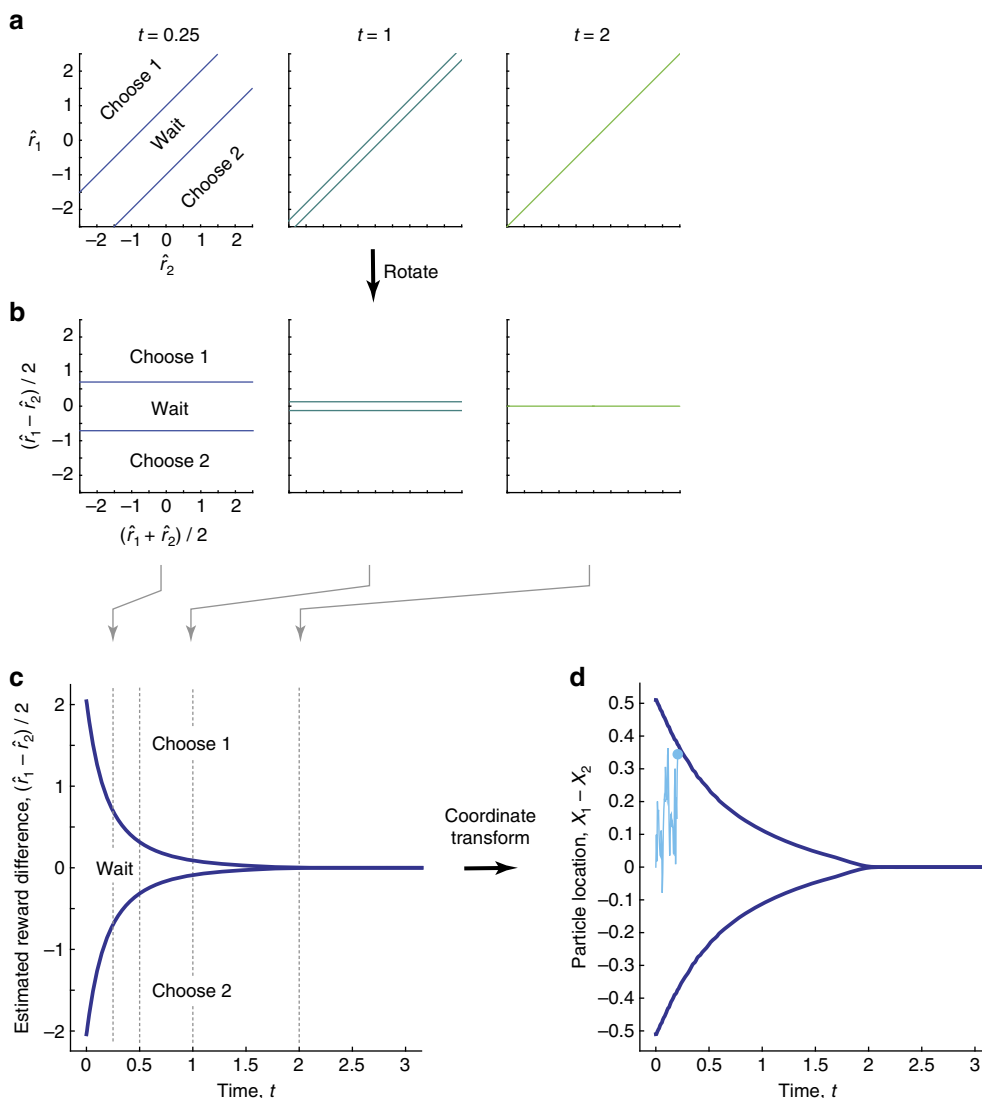 a
t = 0.25
t = 1
t = 2
Choose 1
Wait
Choose 2
r̂₁
2
1
0
−1
−2
−2 −1 0 1 2
r̂₂
Rotate
b
Choose 1
Wait
Choose 2
(r̂₁ − r̂₂) / 2
2
1
0
−1
−2
−2 −1 0 1 2
(r̂₁ + r̂₂) / 2
c
Estimated reward difference, (r̂₁ − r̂₂) / 2
2
1
0
−1
−2
Choose 1
Wait
Choose 2
0 0.5 1 1.5 2 2.5 3
Time, t
Coordinate
transform
d
Particle location, X₁ − X₂
0.5
0.4
0.3
0.2
0.1
0
−0.1
−0.2
−0.3
−0.4
−0.5
0 0.5 1 1.5 2 2.5 3
Time, t